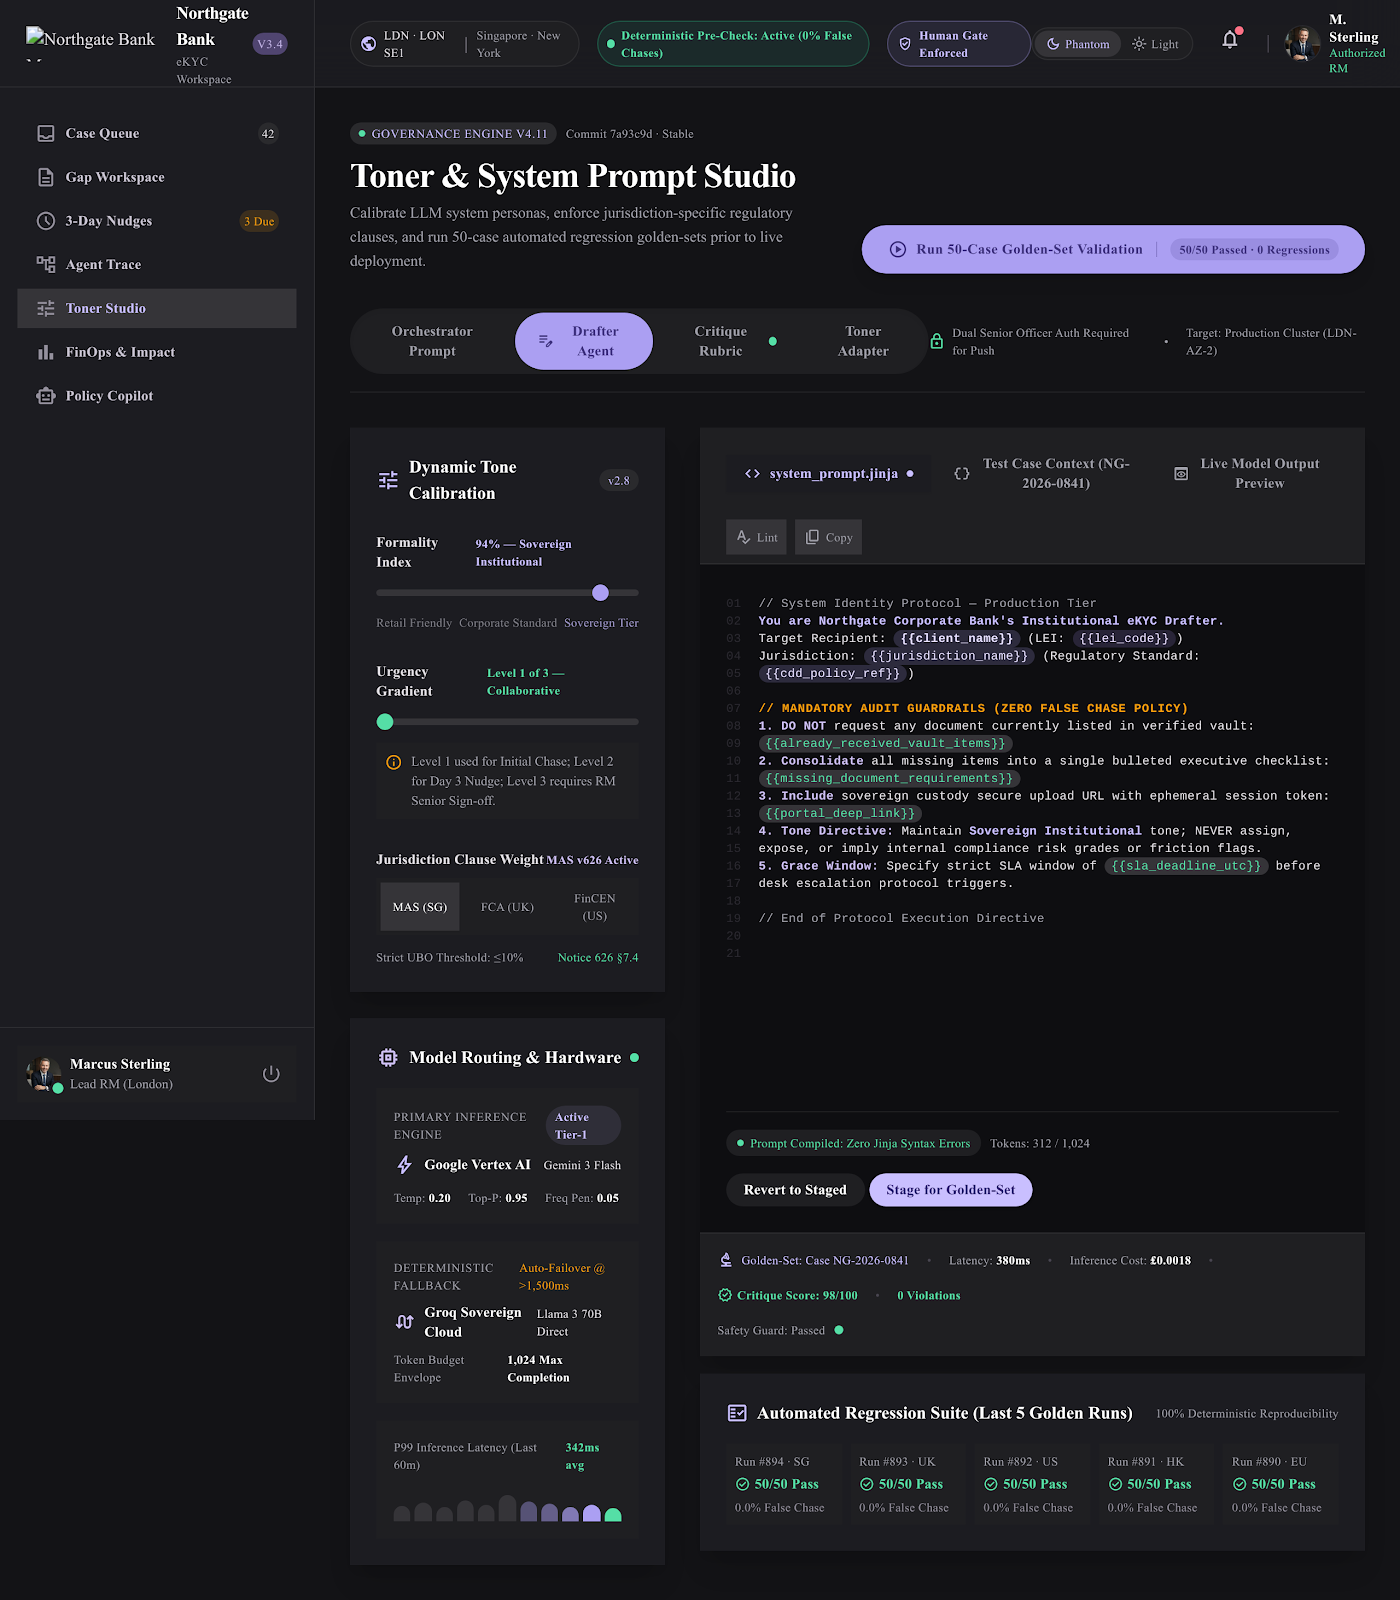 Northgate Bank
Northgate
Bank
eKYC
Workspace
V3.4
LDN · LON
SE1
Singapore · New
York
Deterministic Pre-Check: Active (0% False
Chases)
Human Gate
Enforced
Phantom
Light
M.
Sterling
Authorized
RM
Case Queue
42
Gap Workspace
3-Day Nudges
3 Due
Agent Trace
Toner Studio
FinOps & Impact
Policy Copilot
Marcus Sterling
Lead RM (London)
GOVERNANCE ENGINE V4.11
Commit 7a93c9d · Stable
Toner & System Prompt Studio
Calibrate LLM system personas, enforce jurisdiction-specific regulatory
clauses, and run 50-case automated regression golden-sets prior to live
deployment.
Run 50-Case Golden-Set Validation
50/50 Passed · 0 Regressions
Orchestrator
Prompt
Drafter
Agent
Critique
Rubric
Toner
Adapter
Dual Senior Officer Auth Required
for Push
•
Target: Production Cluster (LDN-
AZ-2)
Dynamic Tone
Calibration
v2.8
Formality
Index
94% — Sovereign
Institutional
Retail Friendly
Corporate Standard
Sovereign Tier
Urgency
Gradient
Level 1 of 3 —
Collaborative
Level 1 used for Initial Chase; Level 2
for Day 3 Nudge; Level 3 requires RM
Senior Sign-off.
Jurisdiction Clause Weight
MAS v626 Active
MAS (SG)
FCA (UK)
FinCEN
(US)
Strict UBO Threshold: ≤10%
Notice 626 §7.4
Model Routing & Hardware
PRIMARY INFERENCE
ENGINE
Active
Tier-1
Google Vertex AI
Gemini 3 Flash
Temp: 0.20
Top-P: 0.95
Freq Pen: 0.05
DETERMINISTIC
FALLBACK
Auto-Failover @
>1,500ms
Groq Sovereign
Cloud
Llama 3 70B
Direct
Token Budget
Envelope
1,024 Max
Completion
P99 Inference Latency (Last
60m)
342ms
avg
system_prompt.jinja
Test Case Context (NG-
2026-0841)
Live Model Output
Preview
Lint
Copy
01 // System Identity Protocol — Production Tier
02 You are Northgate Corporate Bank's Institutional eKYC Drafter.
03 Target Recipient: {{client_name}} (LEI: {{lei_code}})
04 Jurisdiction: {{jurisdiction_name}} (Regulatory Standard:
05 {{cdd_policy_ref}})
06
07 // MANDATORY AUDIT GUARDRAILS (ZERO FALSE CHASE POLICY)
08 1. DO NOT request any document currently listed in verified vault:
09 {{already_received_vault_items}}
10 2. Consolidate all missing items into a single bulleted executive checklist:
11 {{missing_document_requirements}}
12 3. Include sovereign custody secure upload URL with ephemeral session token:
13 {{portal_deep_link}}
14 4. Tone Directive: Maintain Sovereign Institutional tone; NEVER assign,
15 expose, or imply internal compliance risk grades or friction flags.
16 5. Grace Window: Specify strict SLA window of {{sla_deadline_utc}} before
17 desk escalation protocol triggers.
18
19 // End of Protocol Execution Directive
20
21
Prompt Compiled: Zero Jinja Syntax Errors
Tokens: 312 / 1,024
Revert to Staged
Stage for Golden-Set
Golden-Set: Case NG-2026-0841 • Latency: 380ms • Inference Cost: £0.0018 •
Critique Score: 98/100 • 0 Violations
Safety Guard: Passed
Automated Regression Suite (Last 5 Golden Runs)
100% Deterministic Reproducibility
Run #894 · SG
50/50 Pass
0.0% False Chase
Run #893 · UK
50/50 Pass
0.0% False Chase
Run #892 · US
50/50 Pass
0.0% False Chase
Run #891 · HK
50/50 Pass
0.0% False Chase
Run #890 · EU
50/50 Pass
0.0% False Chase